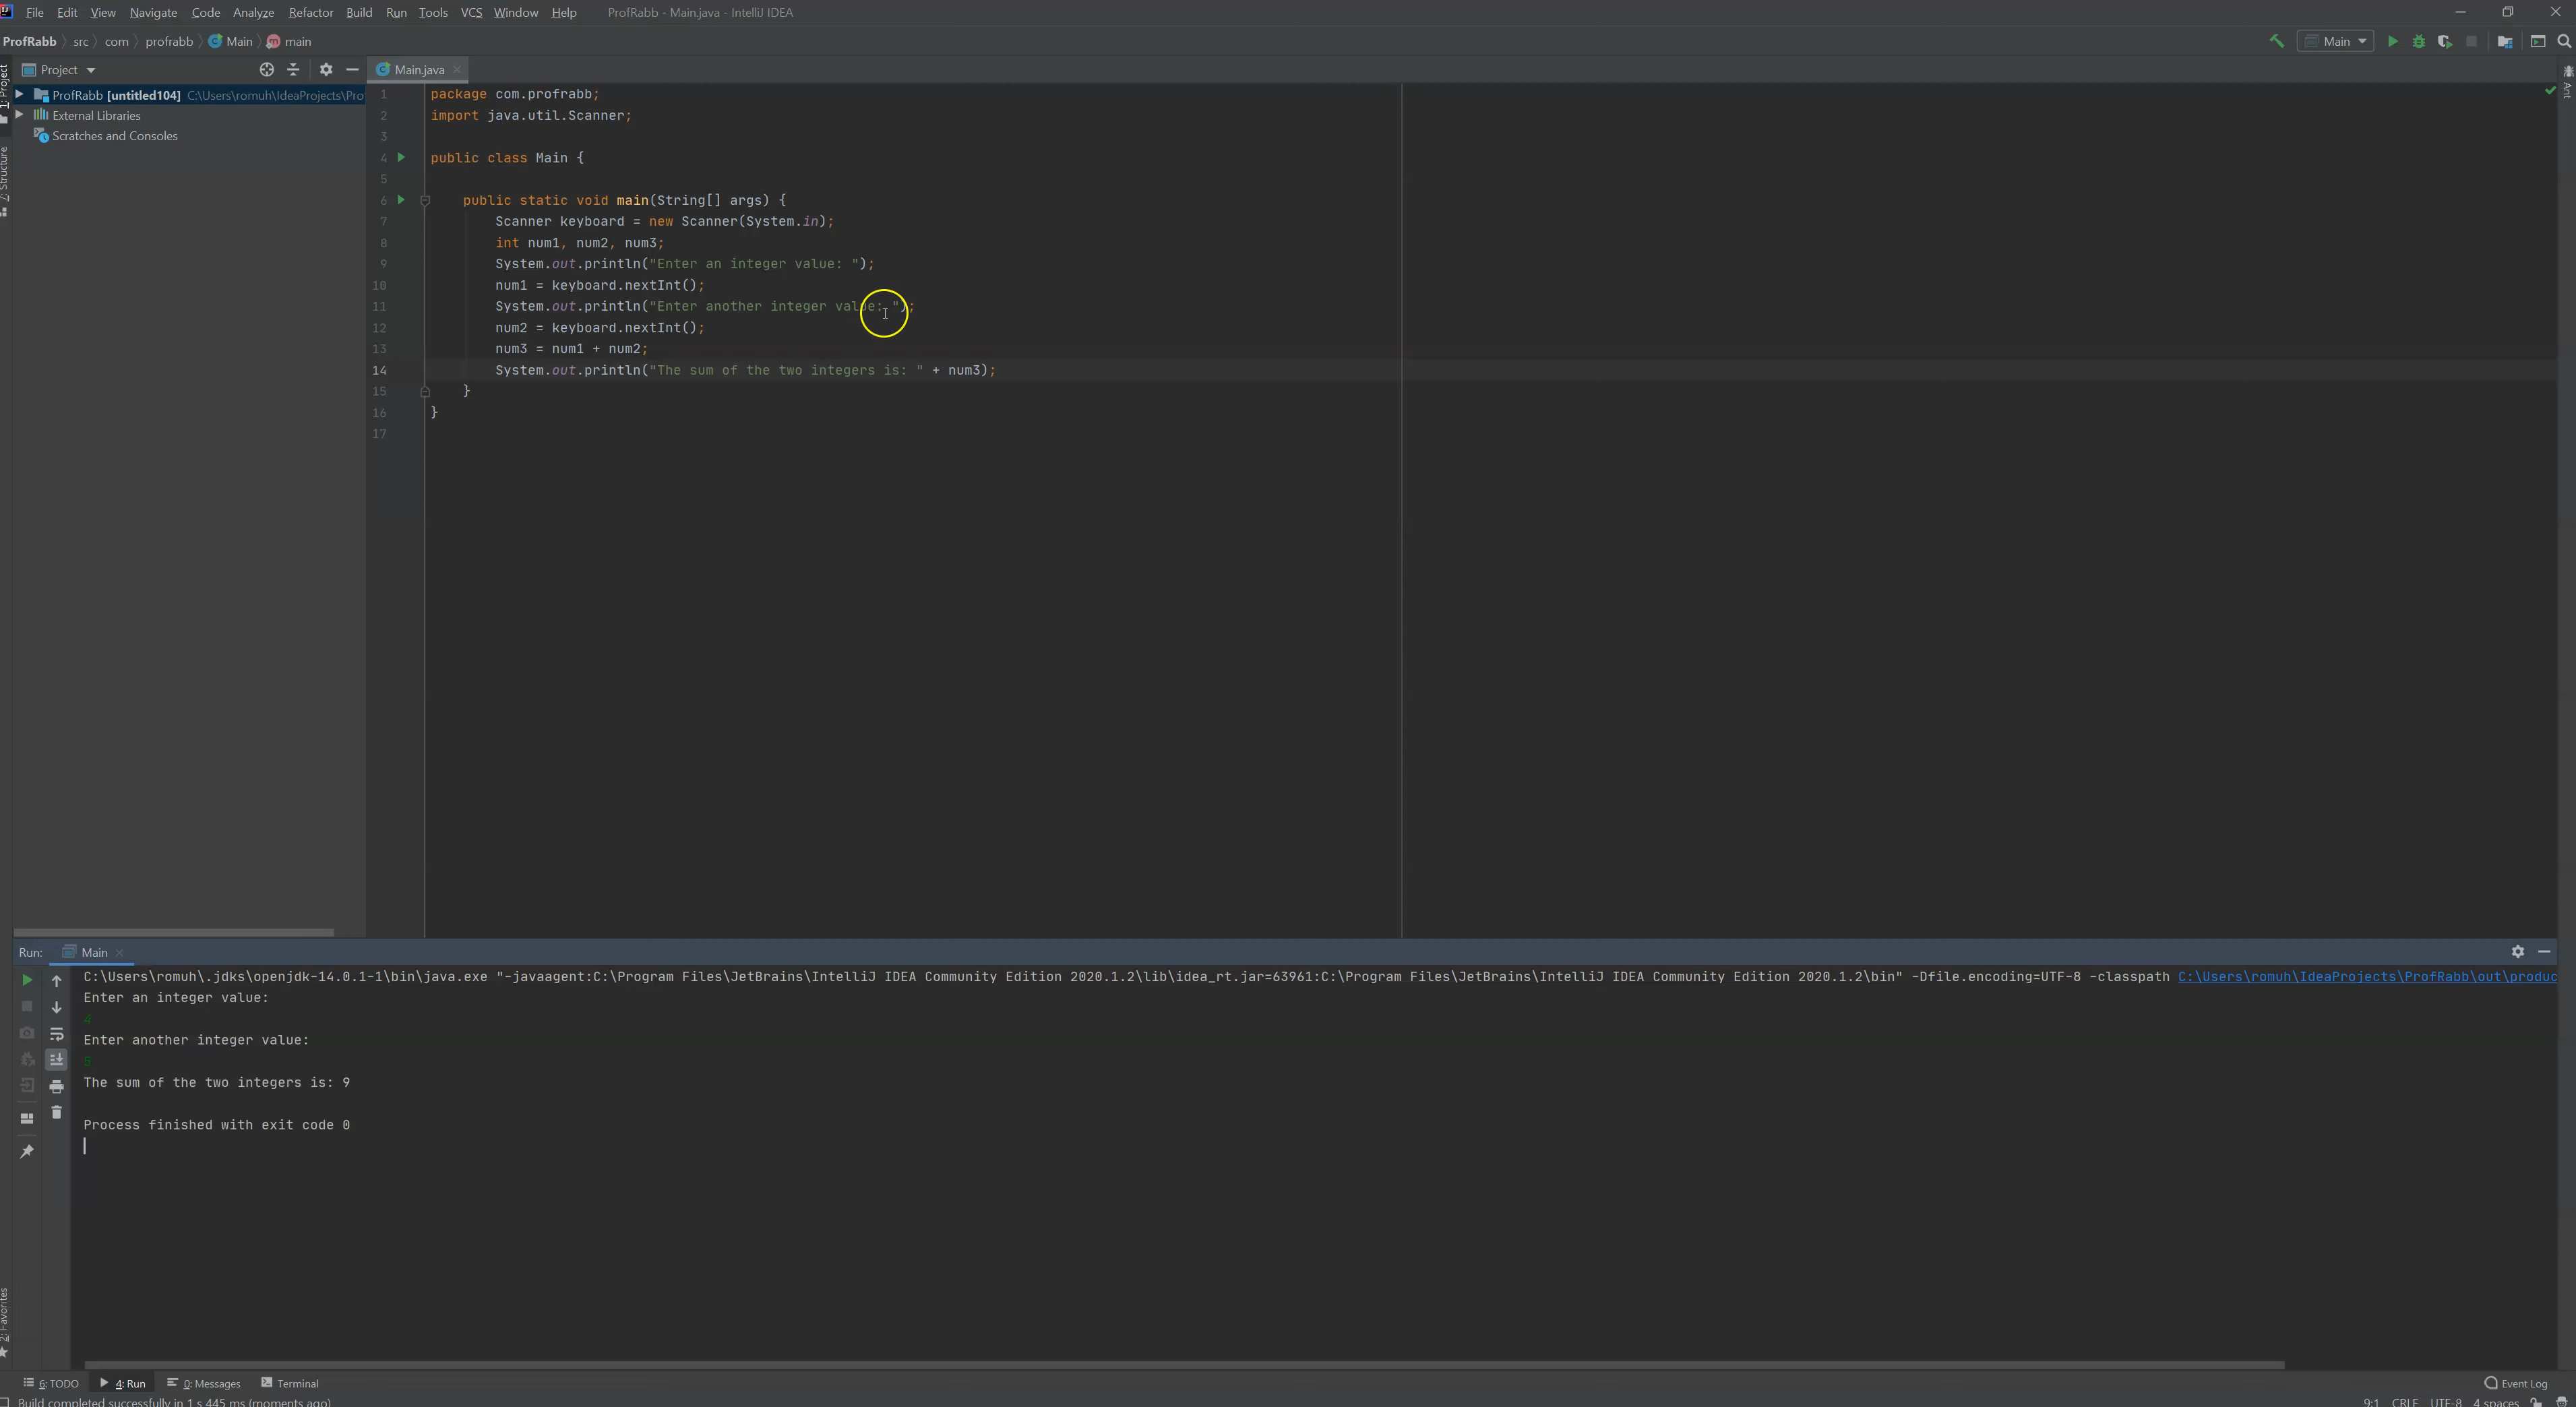 File Edit View Navigate Code Analyze Refactor Build Run Tools VCS Window Help ProfRabb - Main.java - IntelliJ IDEA
ProfRabb src com profrabb Main main
Main
Project
Main.java
1: Project
ProfRabb [untitled104] C:\Users\romuh\IdeaProjects\Pro
External Libraries
Scratches and Consoles
7: Structure
Ant
1 package com.profrabb;
2 import java.util.Scanner;
3
4 public class Main {
5
6 public static void main(String[] args) {
7 Scanner keyboard = new Scanner(System.in);
8 int num1, num2, num3;
9 System.out.println("Enter an integer value: ");
10 num1 = keyboard.nextInt();
11 System.out.println("Enter another integer value: ");
12 num2 = keyboard.nextInt();
13 num3 = num1 + num2;
14 System.out.println("The sum of the two integers is: " + num3);
15 }
16 }
17
Run: Main
C:\Users\romuh\.jdks\openjdk-14.0.1-1\bin\java.exe "-javaagent:C:\Program Files\JetBrains\IntelliJ IDEA Community Edition 2020.1.2\lib\idea_rt.jar=63961:C:\Program Files\JetBrains\IntelliJ IDEA Community Edition 2020.1.2\bin" -Dfile.encoding=UTF-8 -classpath C:\Users\romuh\IdeaProjects\ProfRabb\out\produc
Enter an integer value:
4
Enter another integer value:
5
The sum of the two integers is: 9
Process finished with exit code 0
2: Favorites
6: TODO 4: Run 0: Messages Terminal Event Log
Build completed successfully in 1 s 445 ms (moments ago) 9:1 CRLF UTF-8 4 spaces